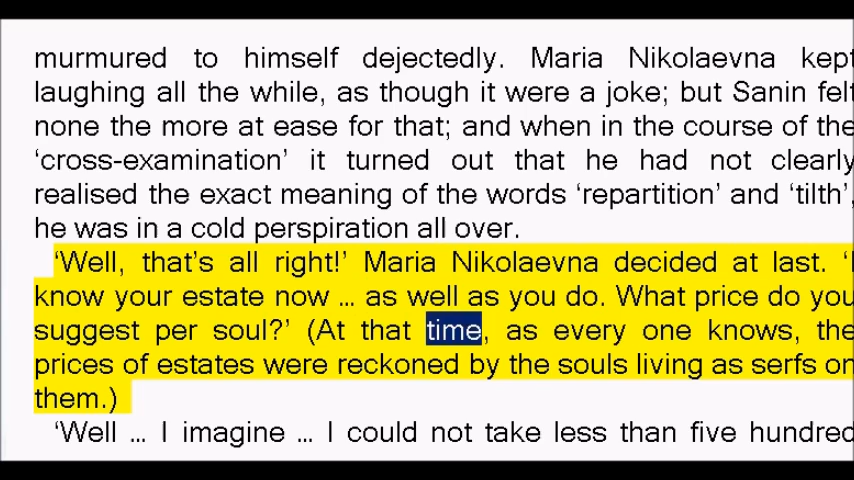 murmured to himself dejectedly. Maria Nikolaevna kept
laughing all the while, as though it were a joke; but Sanin felt
none the more at ease for that; and when in the course of the
‘cross-examination’ it turned out that he had not clearly
realised the exact meaning of the words ‘repartition’ and ‘tilth’,
he was in a cold perspiration all over.
‘Well, that’s all right!’ Maria Nikolaevna decided at last. ‘I
know your estate now ... as well as you do. What price do you
suggest per soul?’ (At that time, as every one knows, the
prices of estates were reckoned by the souls living as serfs on
them.)
‘Well ... I imagine ... I could not take less than five hundred